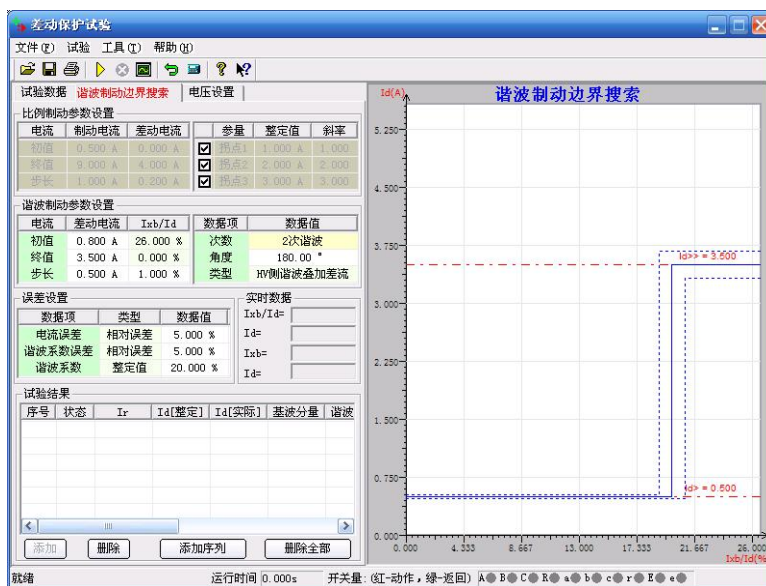 差动保护试验
文件(F) 试验 工具(T) 帮助(H)
试验数据 谐波制动边界搜索 电压设置
比例制动参数设置
电流 制动电流 差动电流 参量 整定值 斜率
初值 0.500 A 0.000 A 拐点1 1.000 A 1.000
终值 9.000 A 4.000 A 拐点2 2.000 A 2.000
步长 1.000 A 0.200 A 拐点3 3.000 A 3.000
谐波制动参数设置
电流 差动电流 Ixb/Id 数据项 数据值
初值 0.800 A 26.000 % 次数 2次谐波
终值 3.500 A 0.000 % 角度 180.00 °
步长 0.500 A 1.000 % 类型 HV侧谐波叠加差流
误差设置
数据项 类型 数据值
电流误差 相对误差 5.000 %
谐波系数误差 相对误差 5.000 %
谐波系数 整定值 20.000 %
实时数据
Ixb/Id=
Id=
Ixb=
Id=
试验结果
序号 状态 Ir Id[整定] Id[实际] 基波分量 谐波
添加 删除 添加序列 删除全部
Id(A)
谐波制动边界搜索
5.250
4.500
3.750
3.000
2.250
1.500
0.750
0.000
Id>> = 3.500
Id> = 0.500
0.000 4.333 8.667 13.000 17.333 21.667 26.000
Ixb/Id(%
就绪 运行时间 0.000s 开关量: (红-动作,绿-返回) A B C R a b c r E e